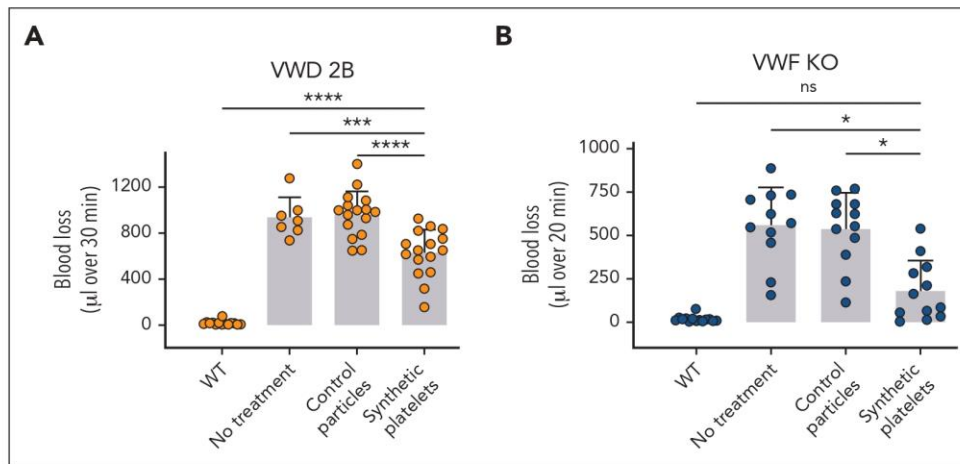 A
VWD 2B
****
***
****
Blood loss
(µl over 30 min)
1200
800
400
0
WT
No treatment
Control
particles
Synthetic
platelets
B
VWF KO
ns
*
*
Blood loss
(µl over 20 min)
1000
750
500
250
0
WT
No treatment
Control
particles
Synthetic
platelets